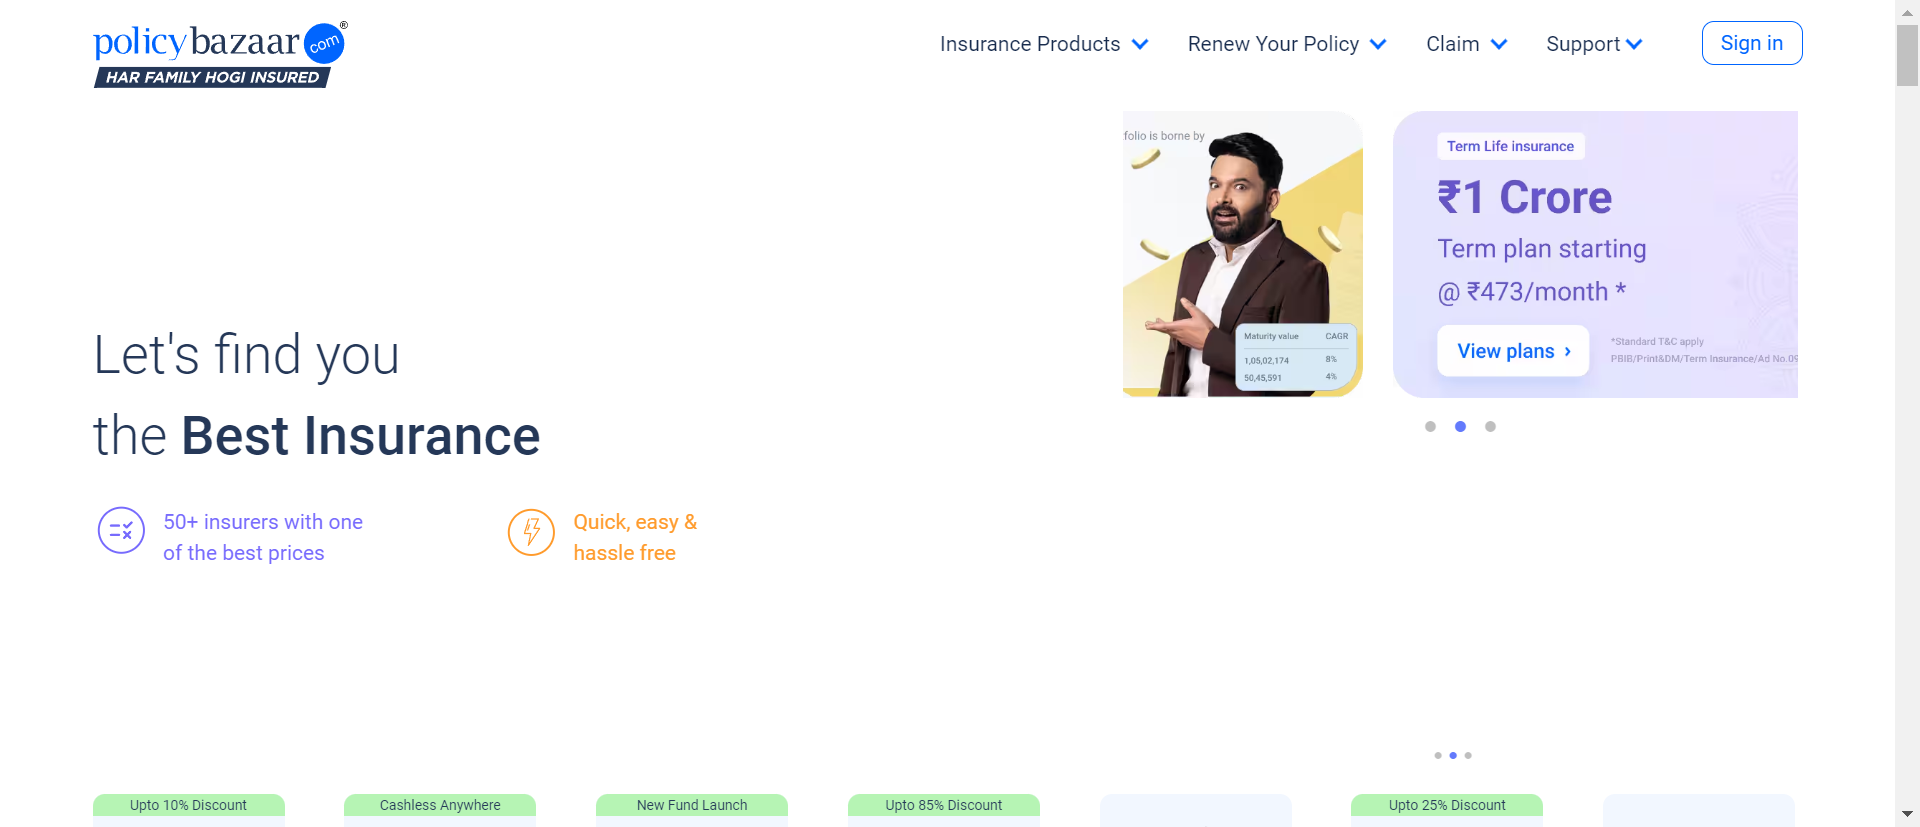 policybazaar.com®
HAR FAMILY HOGI INSURED
Insurance Products
Renew Your Policy
Claim
Support
Sign in
folio is borne by
Maturity value CAGR
1,05,02,174 8%
50,45,591 4%
Term Life insurance
₹1 Crore
Term plan starting
@ ₹473/month *
View plans ›
*Standard T&C apply
PBIB/Print&DM/Term Insurance/Ad No.09
Let's find you
the Best Insurance
50+ insurers with one
of the best prices
Quick, easy &
hassle free
Upto 10% Discount
Cashless Anywhere
New Fund Launch
Upto 85% Discount
Upto 25% Discount